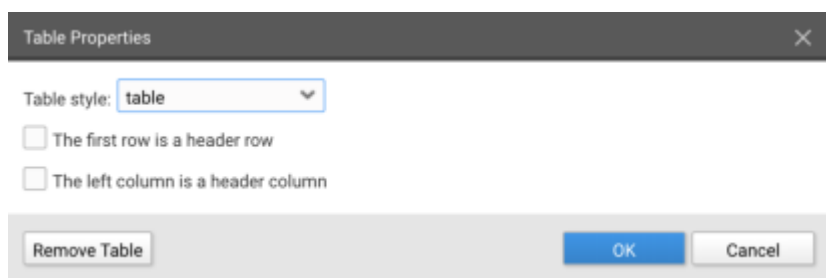 Table Properties
Table style: table
The first row is a header row
The left column is a header column
Remove Table OK Cancel